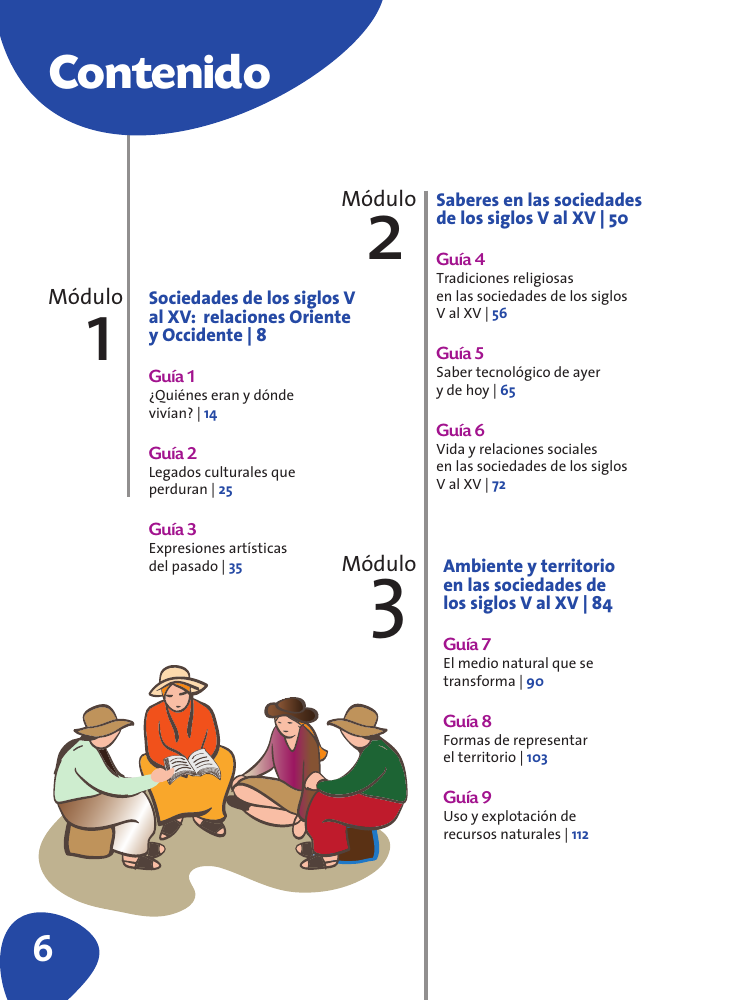 Contenido
Módulo
1
Sociedades de los siglos V
al XV: relaciones Oriente
y Occidente | 8
Guía 1
¿Quiénes eran y dónde
vivían? | 14
Guía 2
Legados culturales que
perduran | 25
Guía 3
Expresiones artísticas
del pasado | 35
Módulo
2
Saberes en las sociedades
de los siglos V al XV | 50
Guía 4
Tradiciones religiosas
en las sociedades de los siglos
V al XV | 56
Guía 5
Saber tecnológico de ayer
y de hoy | 65
Guía 6
Vida y relaciones sociales
en las sociedades de los siglos
V al XV | 72
Módulo
3
Ambiente y territorio
en las sociedades de
los siglos V al XV | 84
Guía 7
El medio natural que se
transforma | 90
Guía 8
Formas de representar
el territorio | 103
Guía 9
Uso y explotación de
recursos naturales | 112
6